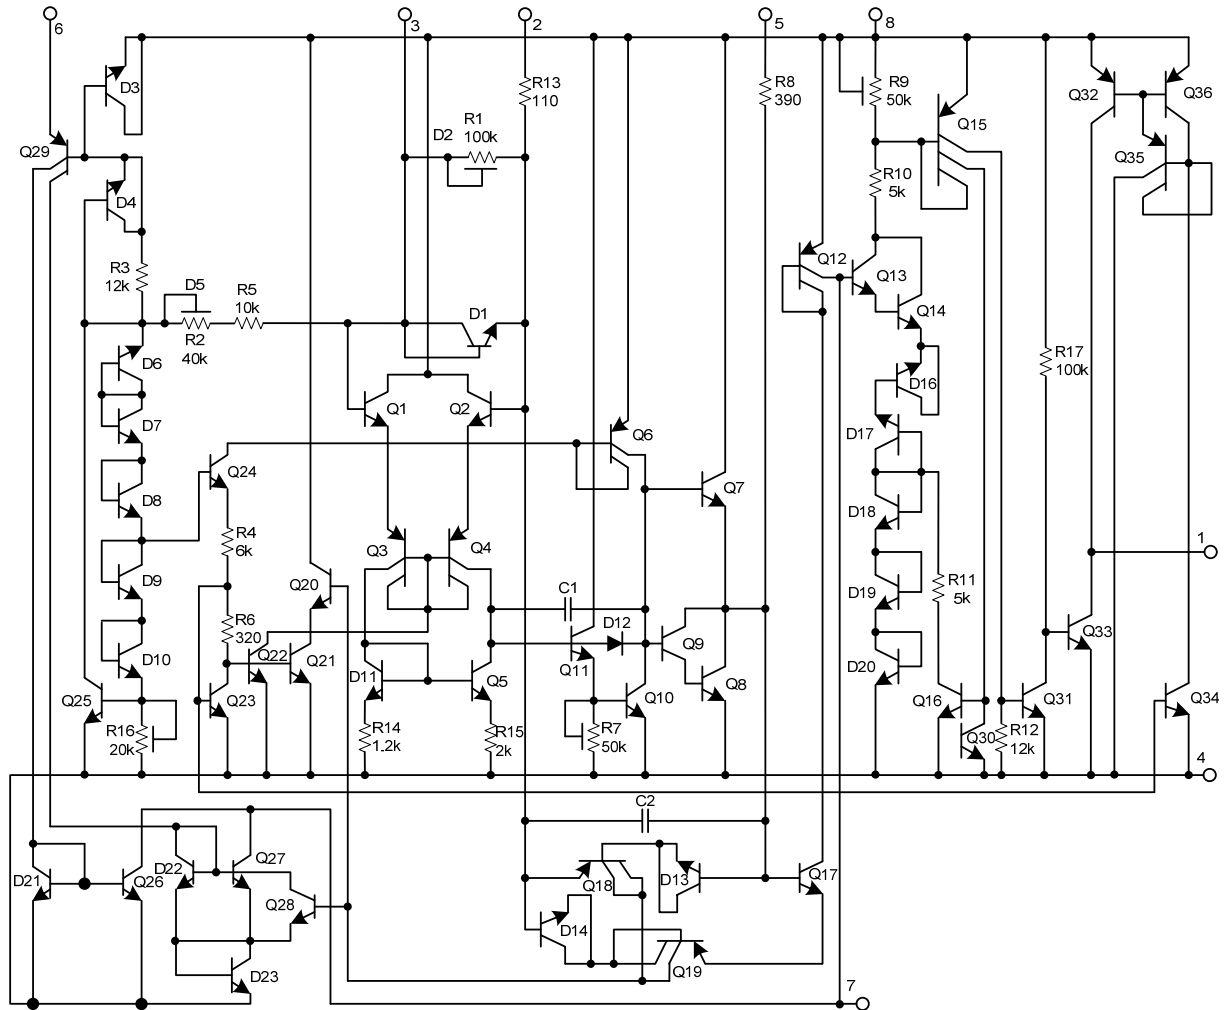 6
3
2
5
8
D3
R13
110
R8
390
R9
50k
Q32
Q36
Q15
D2
R1
100k
Q29
Q35
D4
R10
5k
R3
12k
D5
R5
10k
Q12
Q13
D1
Q14
R2
40k
D6
R17
100k
D16
Q1
Q2
D7
Q6
D17
Q24
Q7
D8
D18
R4
6k
Q3
Q4
1
D9
Q20
C1
R11
5k
D19
R6
320
D12
Q9
Q33
Q22
Q21
Q11
D10
D11
Q5
Q8
D20
Q25
Q23
Q10
Q16
Q31
Q34
R16
20k
R14
1.2k
R15
2k
R7
50k
Q30
R12
12k
4
C2
D21
Q26
D22
Q27
Q18
D13
Q17
Q28
D14
D23
Q19
7